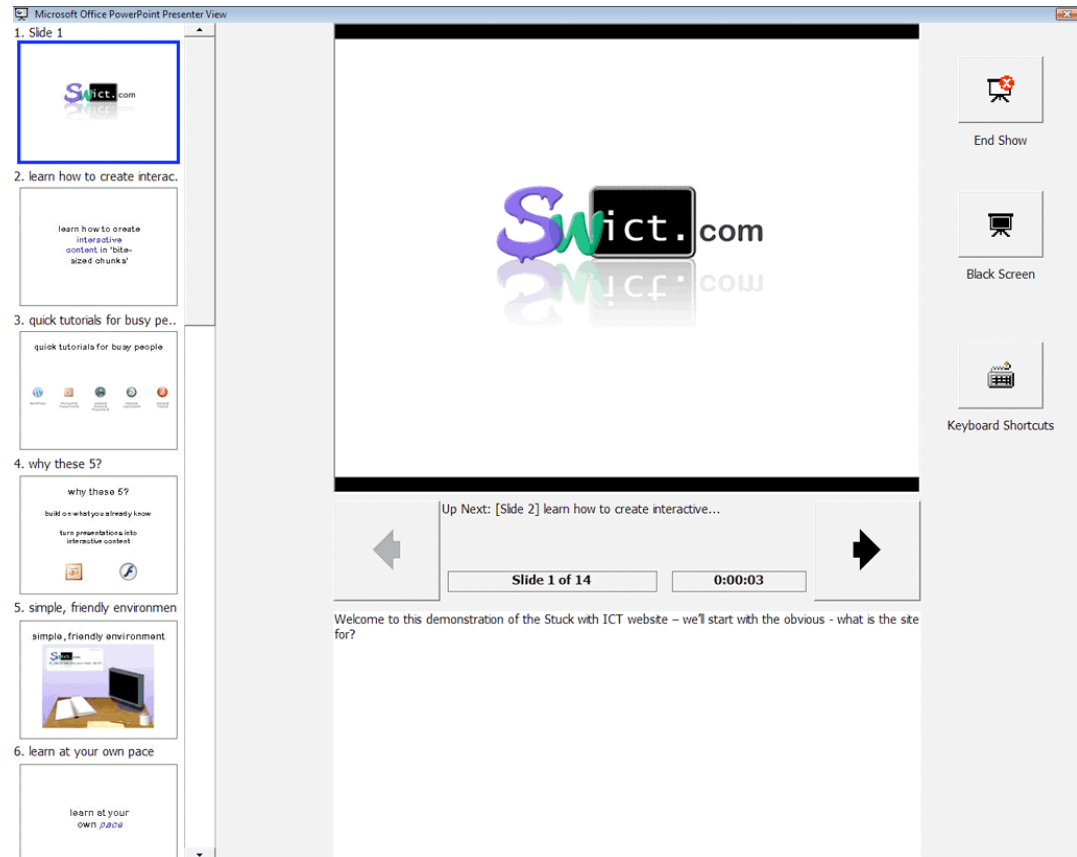 Microsoft Office PowerPoint Presenter View
1. Slide 1
Swict.com
2. learn how to create interac.
learn how to create
interactive
content in 'bite-
sized chunks'
3. quick tutorials for busy pe..
quick tutorials for busy people
4. why these 5?
why these 5?
build on what you already know
turn presentations into
interactive content
5. simple, friendly environmen
simple, friendly environment
6. learn at your own pace
learn at your
own pace
Swict.com
Up Next: [Slide 2] learn how to create interactive...
Slide 1 of 14
0:00:03
Welcome to this demonstration of the Stuck with ICT website – we'll start with the obvious - what is the site
for?
End Show
Black Screen
Keyboard Shortcuts